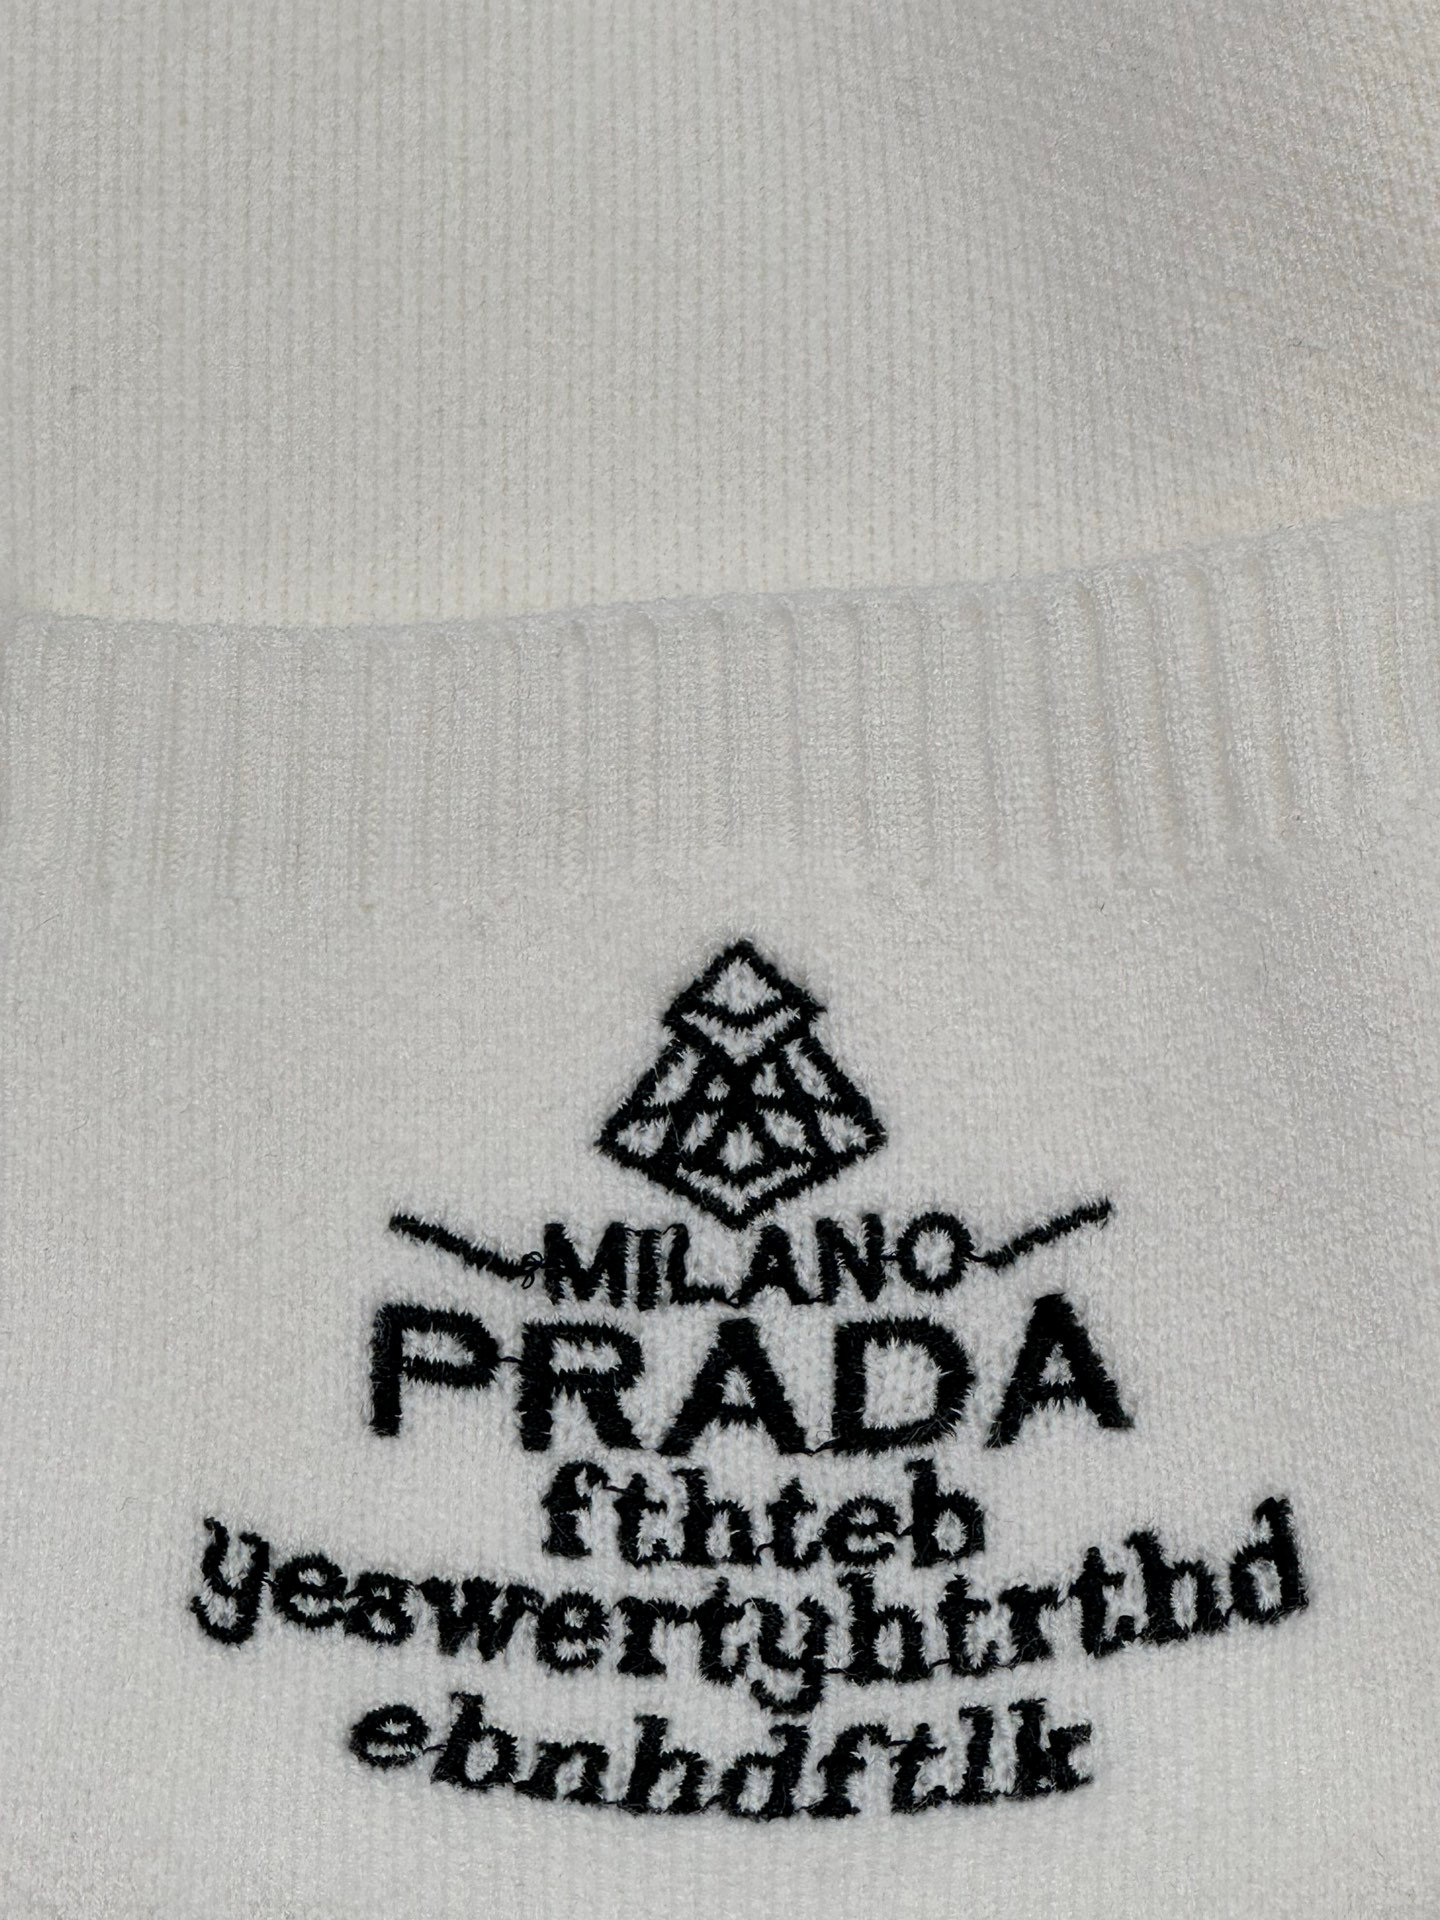 MILANO
PRADA
fthteb
yeswertyhtrthd
ebnhdftlk